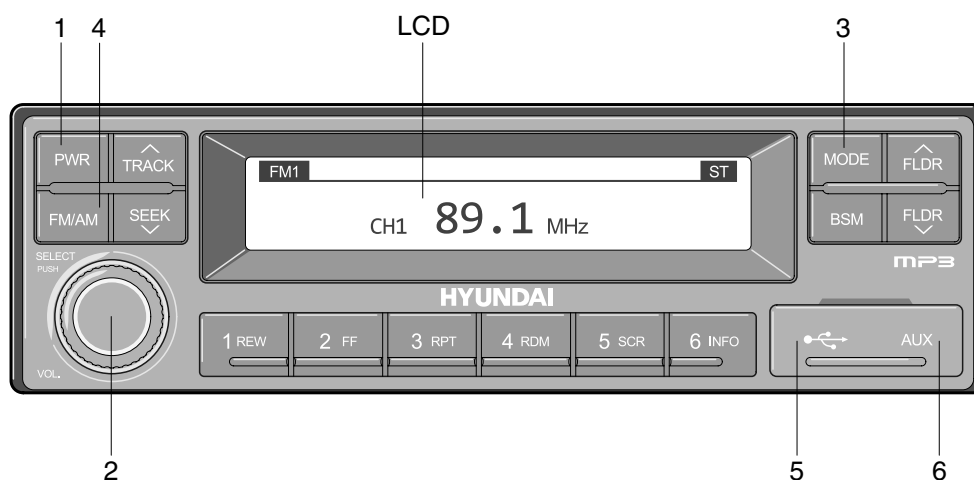 1 4 LCD 3
PWR TRACK
FM/AM SEEK
SELECT
PUSH
VOL.
FM1 ST
CH1 89.1 MHz
HYUNDAI
1 REW 2 FF 3 RPT 4 RDM 5 SCR 6 INFO
MODE FLDR
BSM FLDR
MP3
AUX
2 5 6